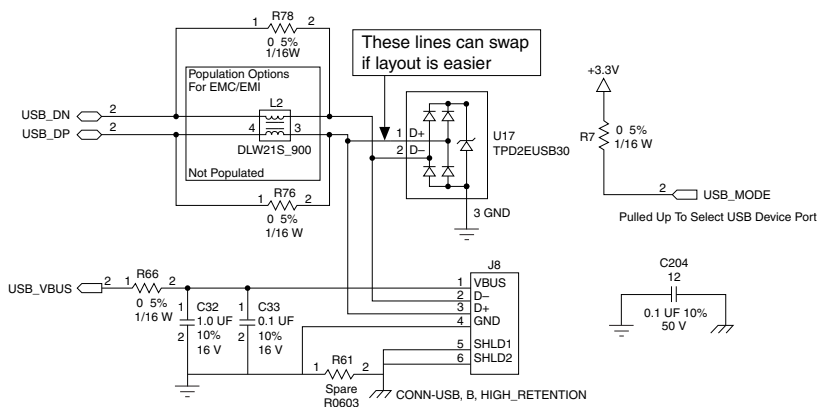 R78
1 2
0 5%
1/16W
These lines can swap
if layout is easier
Population Options
For EMC/EMI
L2
USB_DN 2
USB_DP 2
4 3
DLW21S_900
Not Populated
R76
1 2
0 5%
1/16 W
1 D+
2 D–
U17
TPD2EUSB30
3 GND
+3.3V
R7
0 5%
1/16 W
2
USB_MODE
Pulled Up To Select USB Device Port
USB_VBUS 2
R66
1 2
0 5%
1/16 W
1
2
C32
1.0 UF
10%
16 V
1
2
C33
0.1 UF
10%
16 V
J8
1 VBUS
2 D–
3 D+
4 GND
5 SHLD1
6 SHLD2
R61
1 2
Spare
R0603
CONN-USB, B, HIGH_RETENTION
C204
12
0.1 UF 10%
50 V